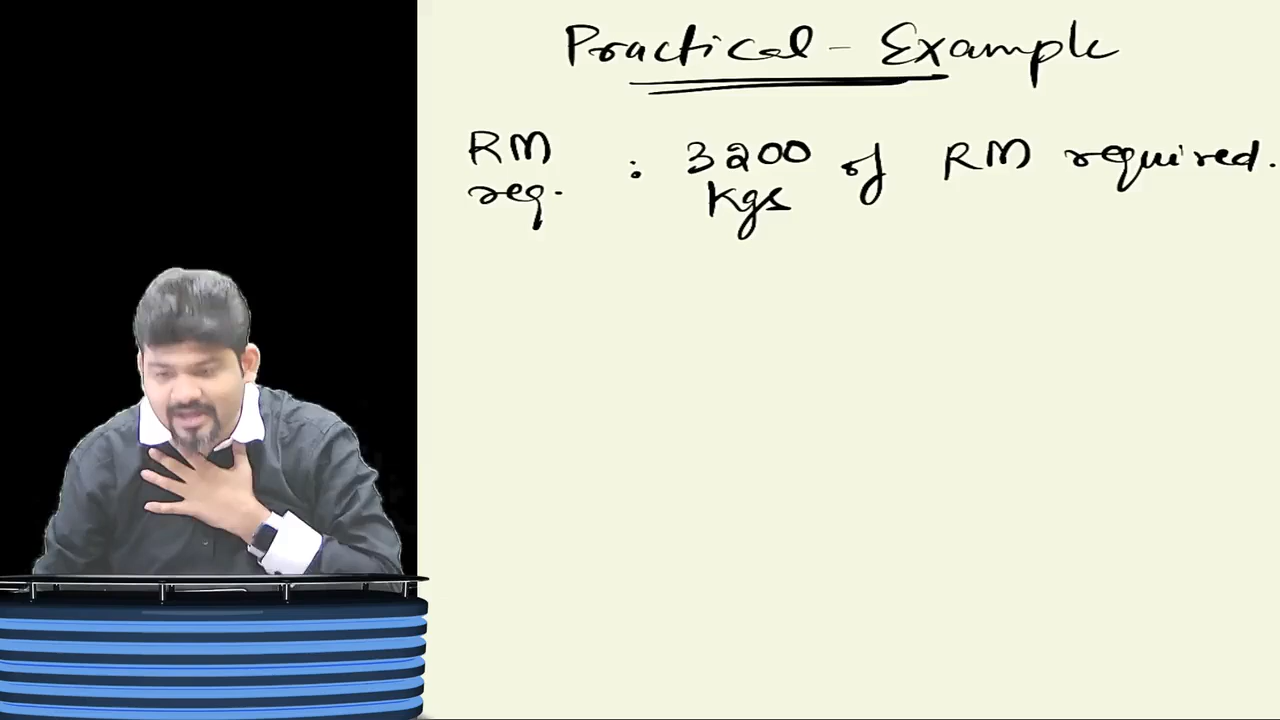 Practical - Example
RM : 3200 of RM required.
req. kgs